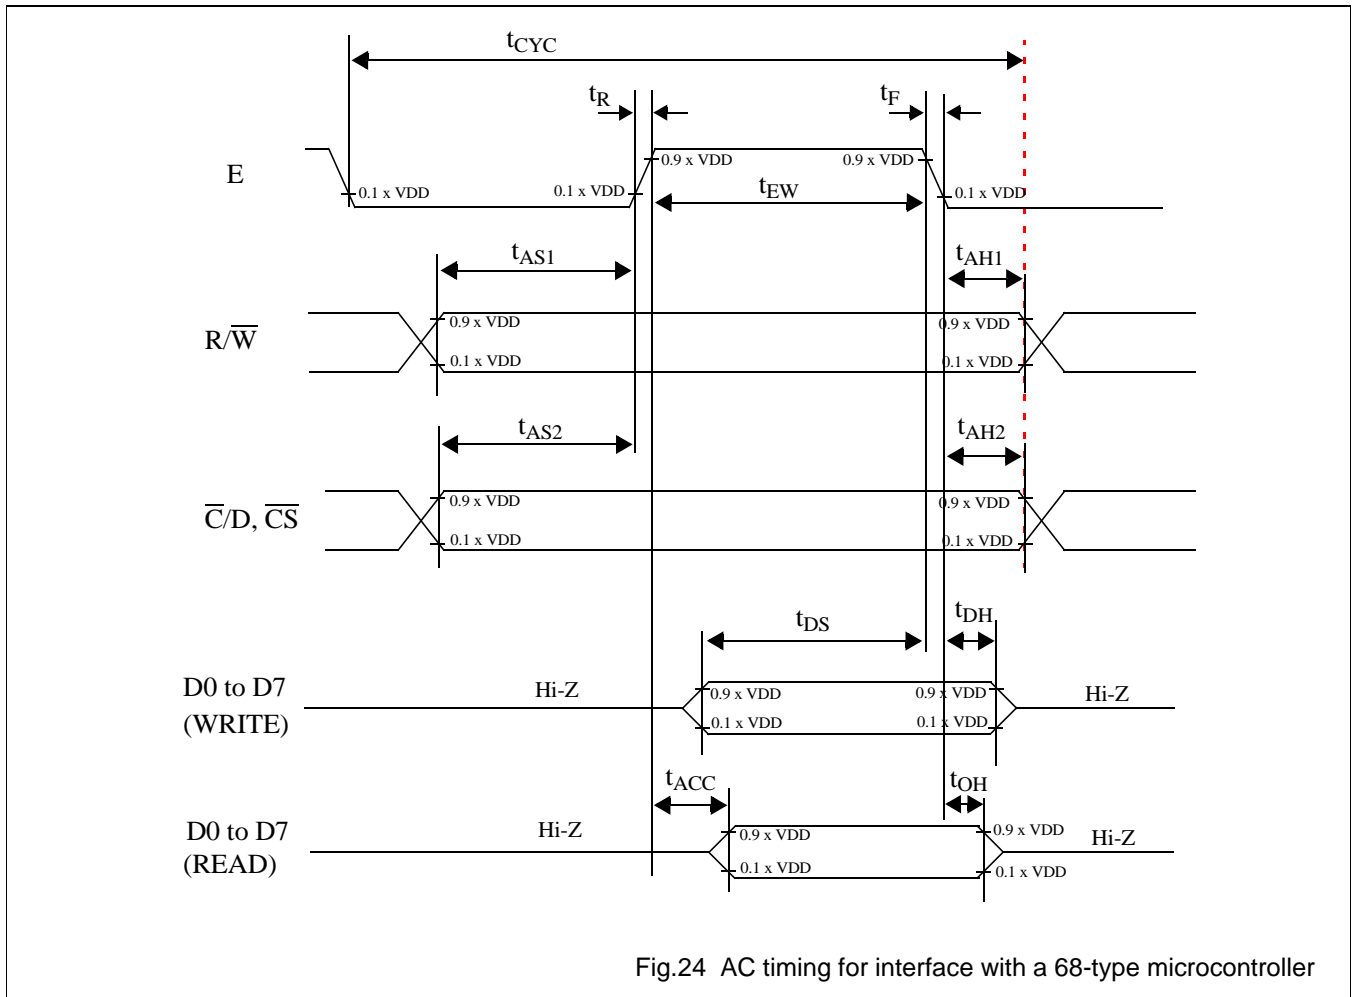 tCYC
tR
tF
E
0.9 x VDD
0.9 x VDD
0.1 x VDD
0.1 x VDD
tEW
0.1 x VDD
tAS1
tAH1
R/W̅
0.9 x VDD
0.9 x VDD
0.1 x VDD
0.1 x VDD
tAS2
tAH2
C̅/D, C̅S̅
0.9 x VDD
0.9 x VDD
0.1 x VDD
0.1 x VDD
tDS
tDH
D0 to D7
(WRITE)
Hi-Z
0.9 x VDD
0.9 x VDD
Hi-Z
0.1 x VDD
0.1 x VDD
tACC
tOH
D0 to D7
(READ)
Hi-Z
0.9 x VDD
0.9 x VDD
Hi-Z
0.1 x VDD
0.1 x VDD
Fig.24 AC timing for interface with a 68-type microcontroller